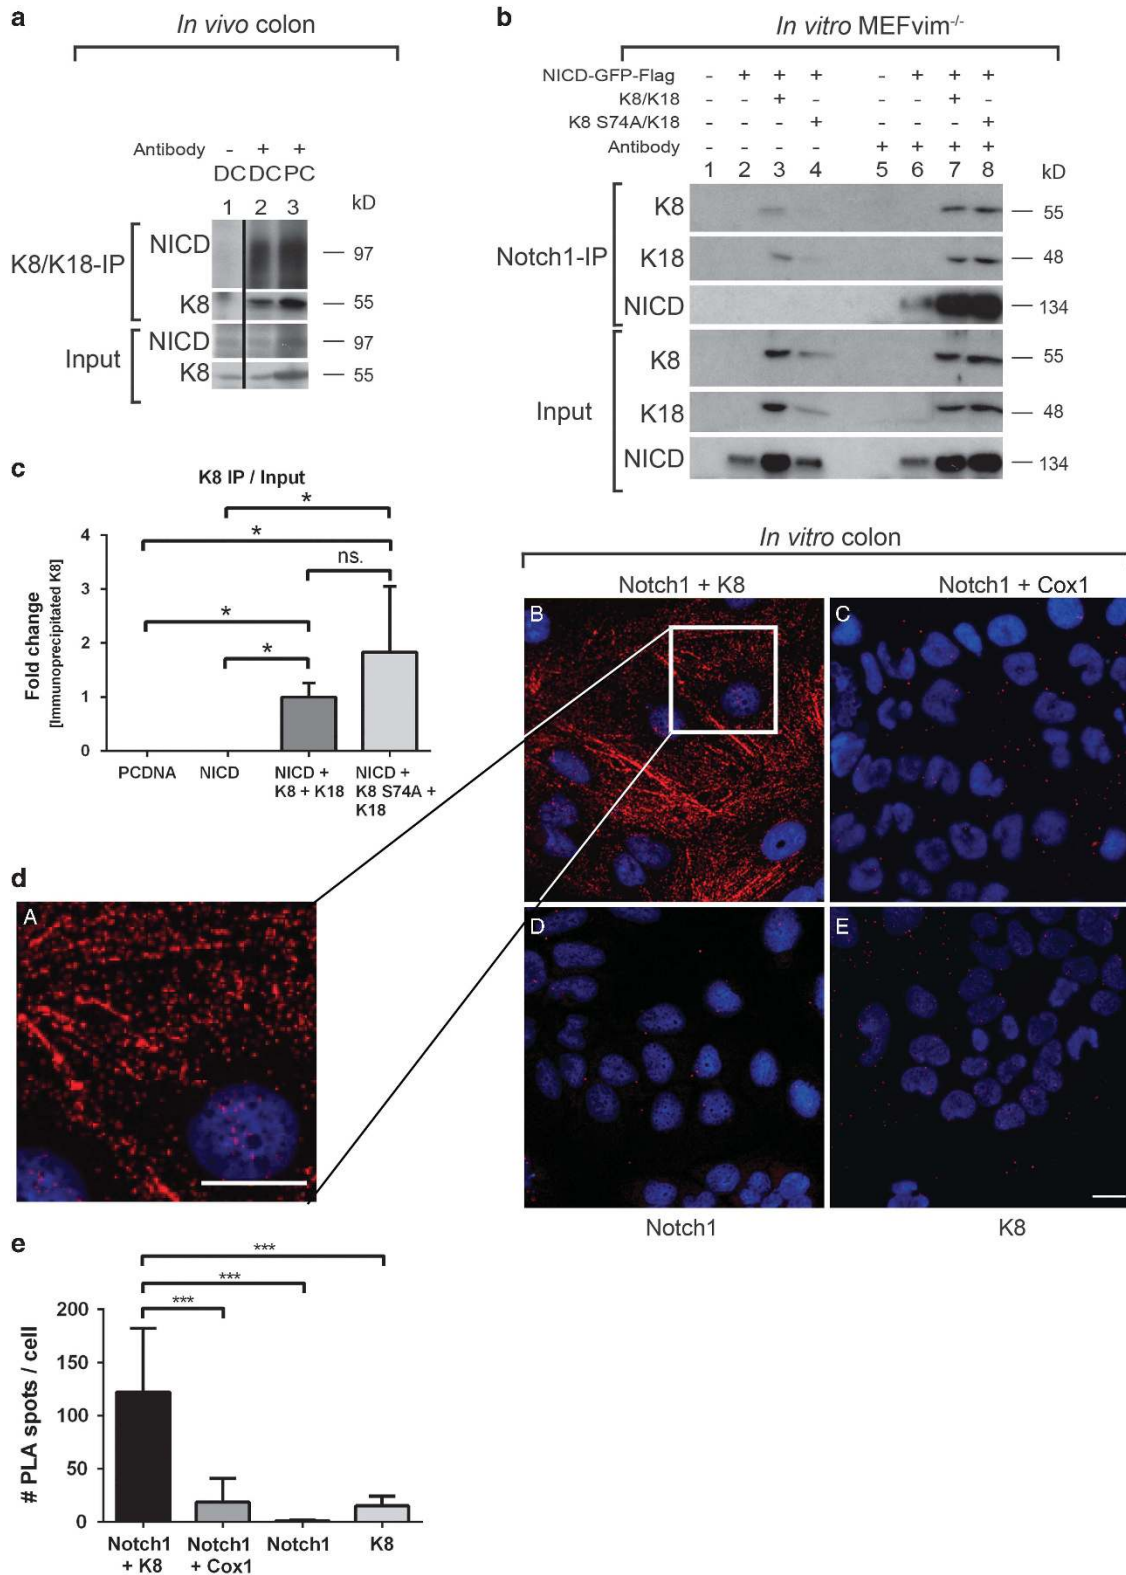 a
In vivo colon
Antibody - + +
DC DC PC
1 2 3 kD
K8/K18-IP
NICD — 97
K8 — 55
Input
NICD — 97
K8 — 55
b
In vitro MEFvim-/-
NICD-GFP-Flag - + + + - + + +
K8/K18 - - + - - - + -
K8 S74A/K18 - - - + - - - +
Antibody - - - - + + + +
1 2 3 4 5 6 7 8 kD
Notch1-IP
K8 — 55
K18 — 48
NICD — 134
Input
K8 — 55
K18 — 48
NICD — 134
c
K8 IP / Input
*
*
ns.
*
*
Fold change
[Immunoprecipitated K8]
4
3
2
1
0
PCDNA
NICD
NICD +
K8 + K18
NICD +
K8 S74A +
K18
In vitro colon
Notch1 + K8
Notch1 + Cox1
B
C
D
E
Notch1
K8
d
A
e
***
***
***
# PLA spots / cell
200
150
100
50
0
Notch1
+ K8
Notch1
+ Cox1
Notch1
K8